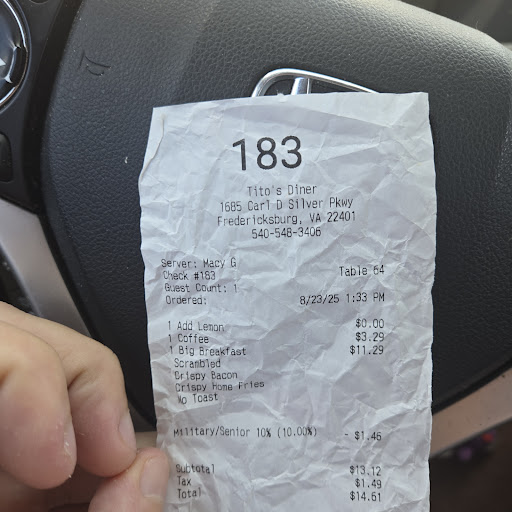 183
Tito's Diner
1685 Carl D Silver Pkwy
Fredericksburg, VA 22401
540-548-3406
Server: Macy G
Check #183 Table 64
Guest Count: 1
Ordered: 8/23/25 1:33 PM
1 Add Lemon $0.00
1 Coffee $3.29
1 Big Breakfast $11.29
Scrambled
Crispy Bacon
Crispy Home Fries
No Toast
Military/Senior 10% (10.00%) - $1.46
Subtotal $13.12
Tax $1.49
Total $14.61